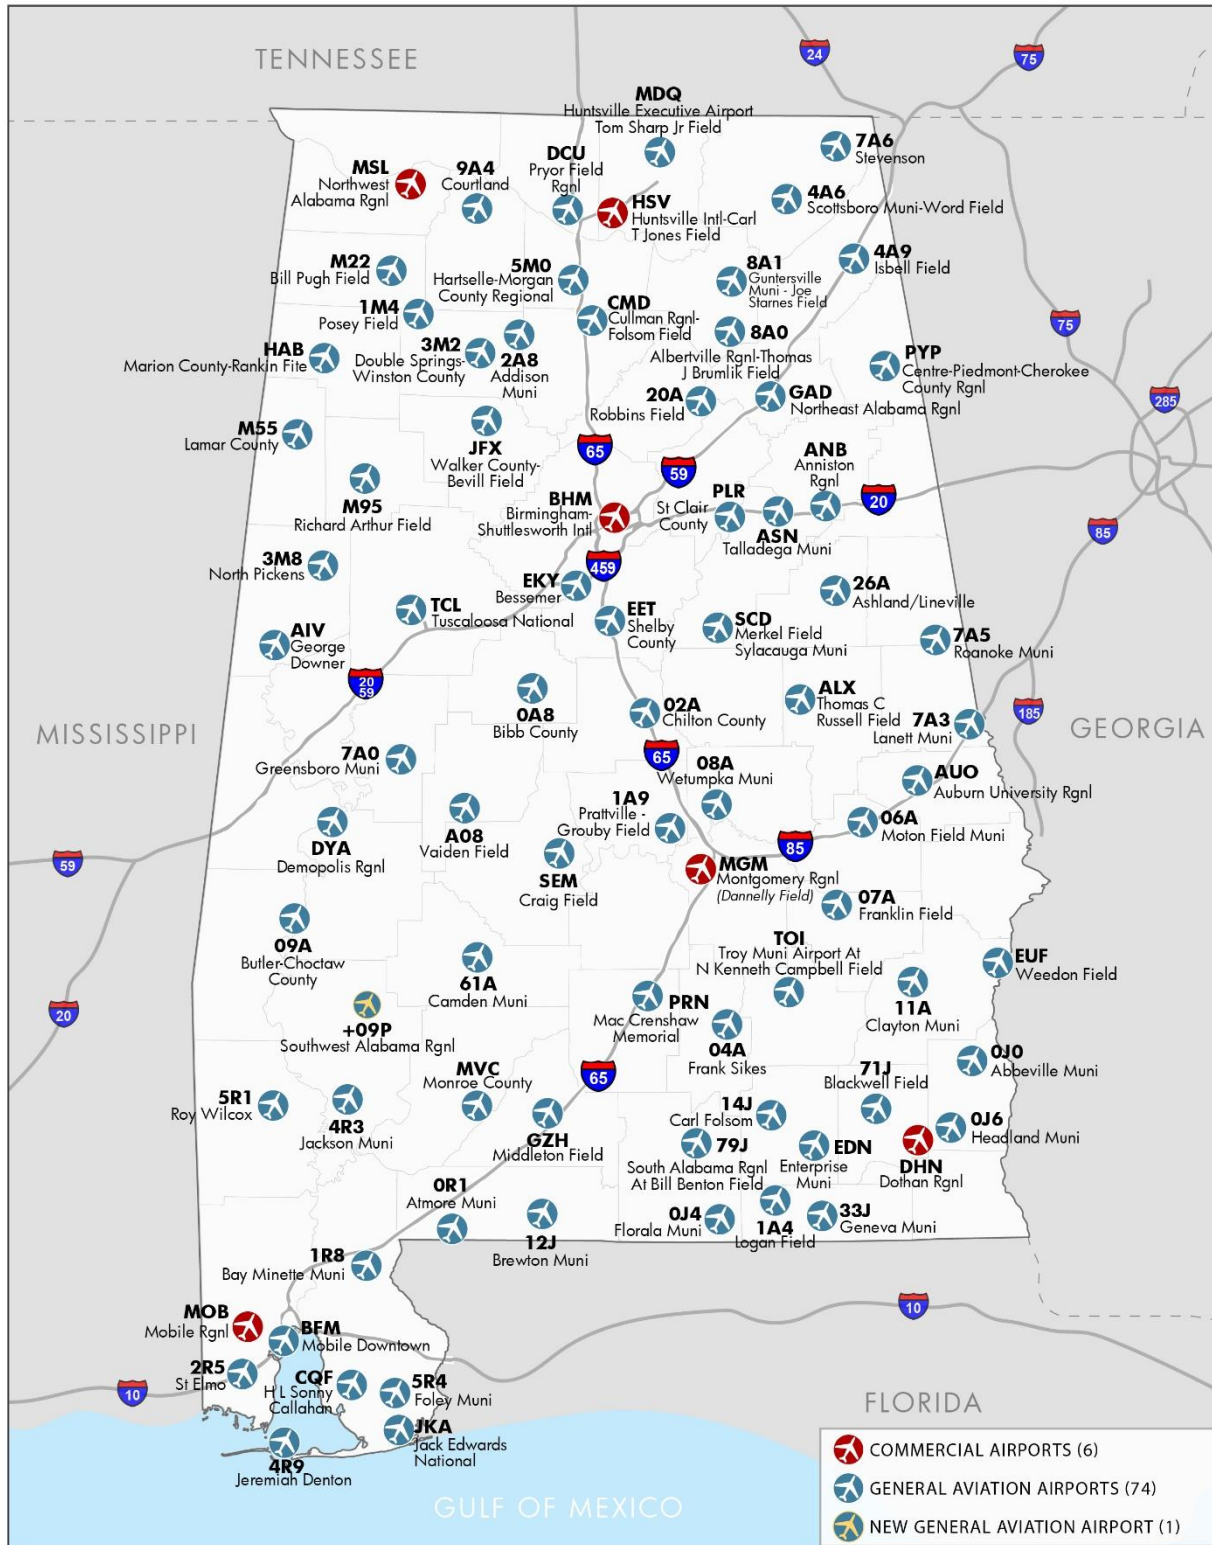 TENNESSEE
24
75
MDQ
Huntsville Executive Airport
Tom Sharp Jr Field
7A6
Stevenson
MSL
Northwest
Alabama Rgnl
9A4
Courtland
DCU
Pryor Field
Rgnl
HSV
Huntsville Intl-Carl
T Jones Field
4A6
Scottsboro Muni-Word Field
4A9
Isbell Field
M22
Bill Pugh Field
5M0
Hartselle-Morgan
County Regional
8A1
Guntersville
Muni - Joe
Starnes Field
1M4
Posey Field
CMD
Cullman Rgnl-
Folsom Field
75
HAB
Marion County-Rankin Fite
3M2
Double Springs-
Winston County
2A8
Addison
Muni
8A0
Albertville Rgnl-Thomas
J Brumlik Field
PYP
Centre-Piedmont-Cherokee
County Rgnl
20A
Robbins Field
GAD
Northeast Alabama Rgnl
285
M55
Lamar County
JFX
Walker County-
Bevill Field
65
59
ANB
Anniston
Rgnl
20
M95
Richard Arthur Field
BHM
Birmingham-
Shuttlesworth Intl
PLR
St Clair
County
ASN
Talladega Muni
85
3M8
North Pickens
459
EKY
Bessemer
26A
Ashland/Lineville
TCL
Tuscaloosa National
EET
Shelby
County
SCD
Merkel Field
Sylacauga Muni
7A5
Roanoke Muni
AIV
George
Downer
20
59
0A8
Bibb County
02A
Chilton County
ALX
Thomas C
Russell Field
7A3
Lanett Muni
185
MISSISSIPPI
GEORGIA
7A0
Greensboro Muni
65
08A
Wetumpka Muni
AUO
Auburn University Rgnl
DYA
Demopolis Rgnl
A08
Vaiden Field
1A9
Prattville -
Grouby Field
06A
Moton Field Muni
59
85
SEM
Craig Field
MGM
Montgomery Rgnl
(Dannelly Field)
07A
Franklin Field
09A
Butler-Choctaw
County
61A
Camden Muni
TOI
Troy Muni Airport At
N Kenneth Campbell Field
EUF
Weedon Field
20
+09P
Southwest Alabama Rgnl
PRN
Mac Crenshaw
Memorial
04A
Frank Sikes
11A
Clayton Muni
65
MVC
Monroe County
71J
Blackwell Field
0J0
Abbeville Muni
5R1
Roy Wilcox
4R3
Jackson Muni
GZH
Middleton Field
14J
Carl Folsom
0J6
Headland Muni
79J
South Alabama Rgnl
At Bill Benton Field
EDN
Enterprise
Muni
DHN
Dothan Rgnl
0R1
Atmore Muni
12J
Brewton Muni
0J4
Florala Muni
1A4
Logan Field
33J
Geneva Muni
1R8
Bay Minette Muni
10
MOB
Mobile Rgnl
BFM
Mobile Downtown
2R5
St Elmo
CQF
H L Sonny
Callahan
5R4
Foley Muni
10
FLORIDA
JKA
Jack Edwards
National
4R9
Jeremiah Denton
GULF OF MEXICO
COMMERCIAL AIRPORTS (6)
GENERAL AVIATION AIRPORTS (74)
NEW GENERAL AVIATION AIRPORT (1)